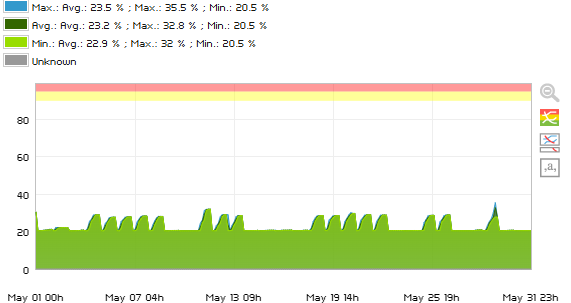 Max.: Avg.: 23.5 % ; Max.: 35.5 % ; Min.: 20.5 %
Avg.: Avg.: 23.2 % ; Max.: 32.8 % ; Min.: 20.5 %
Min.: Avg.: 22.9 % ; Max.: 32 % ; Min.: 20.5 %
Unknown
80
60
40
20
0
,a,
May 01 00h May 07 04h May 13 09h May 19 14h May 25 19h May 31 23h